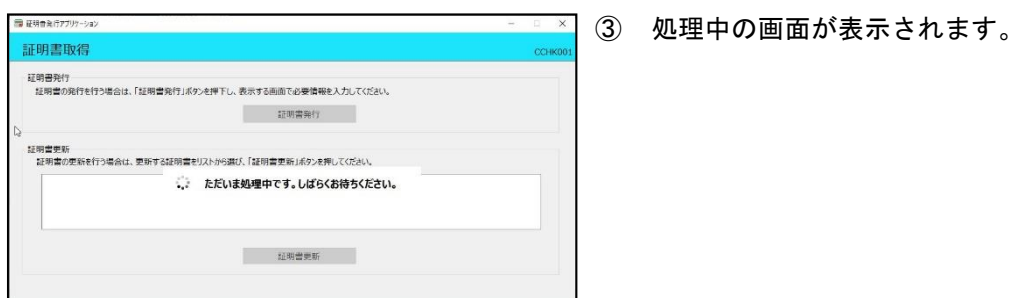 証明書発行アプリケーション
証明書取得
CCHK001
証明書発行
証明書の発行を行う場合は、「証明書発行」ボタンを押下し、表示する画面で必要情報を入力してください。
証明書発行
証明書更新
証明書の更新を行う場合は、更新する証明書をリストから選び、「証明書更新」ボタンを押してください。
ただいま処理中です。しばらくお待ちください。
証明書更新
③ 処理中の画面が表示されます。